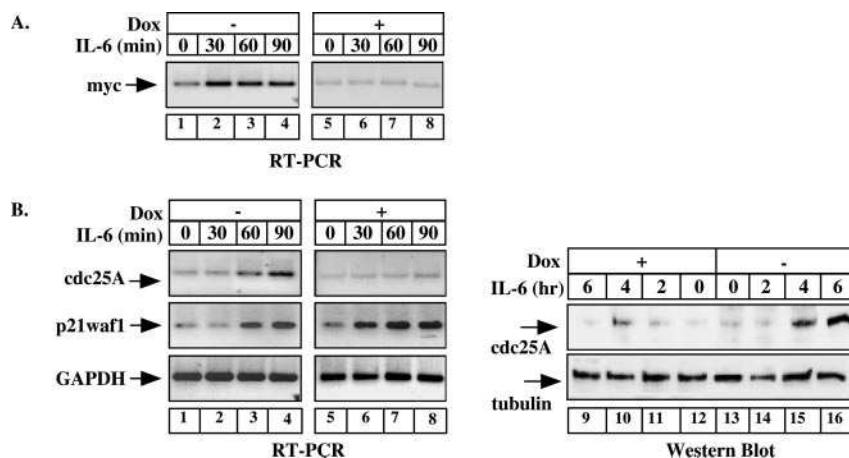 A.
Dox - +
IL-6 (min) 0 30 60 90 0 30 60 90
myc
1 2 3 4 5 6 7 8
RT-PCR
B.
Dox - +
IL-6 (min) 0 30 60 90 0 30 60 90
cdc25A
p21waf1
GAPDH
1 2 3 4 5 6 7 8
RT-PCR
Dox + -
IL-6 (hr) 6 4 2 0 0 2 4 6
cdc25A
tubulin
9 10 11 12 13 14 15 16
Western Blot